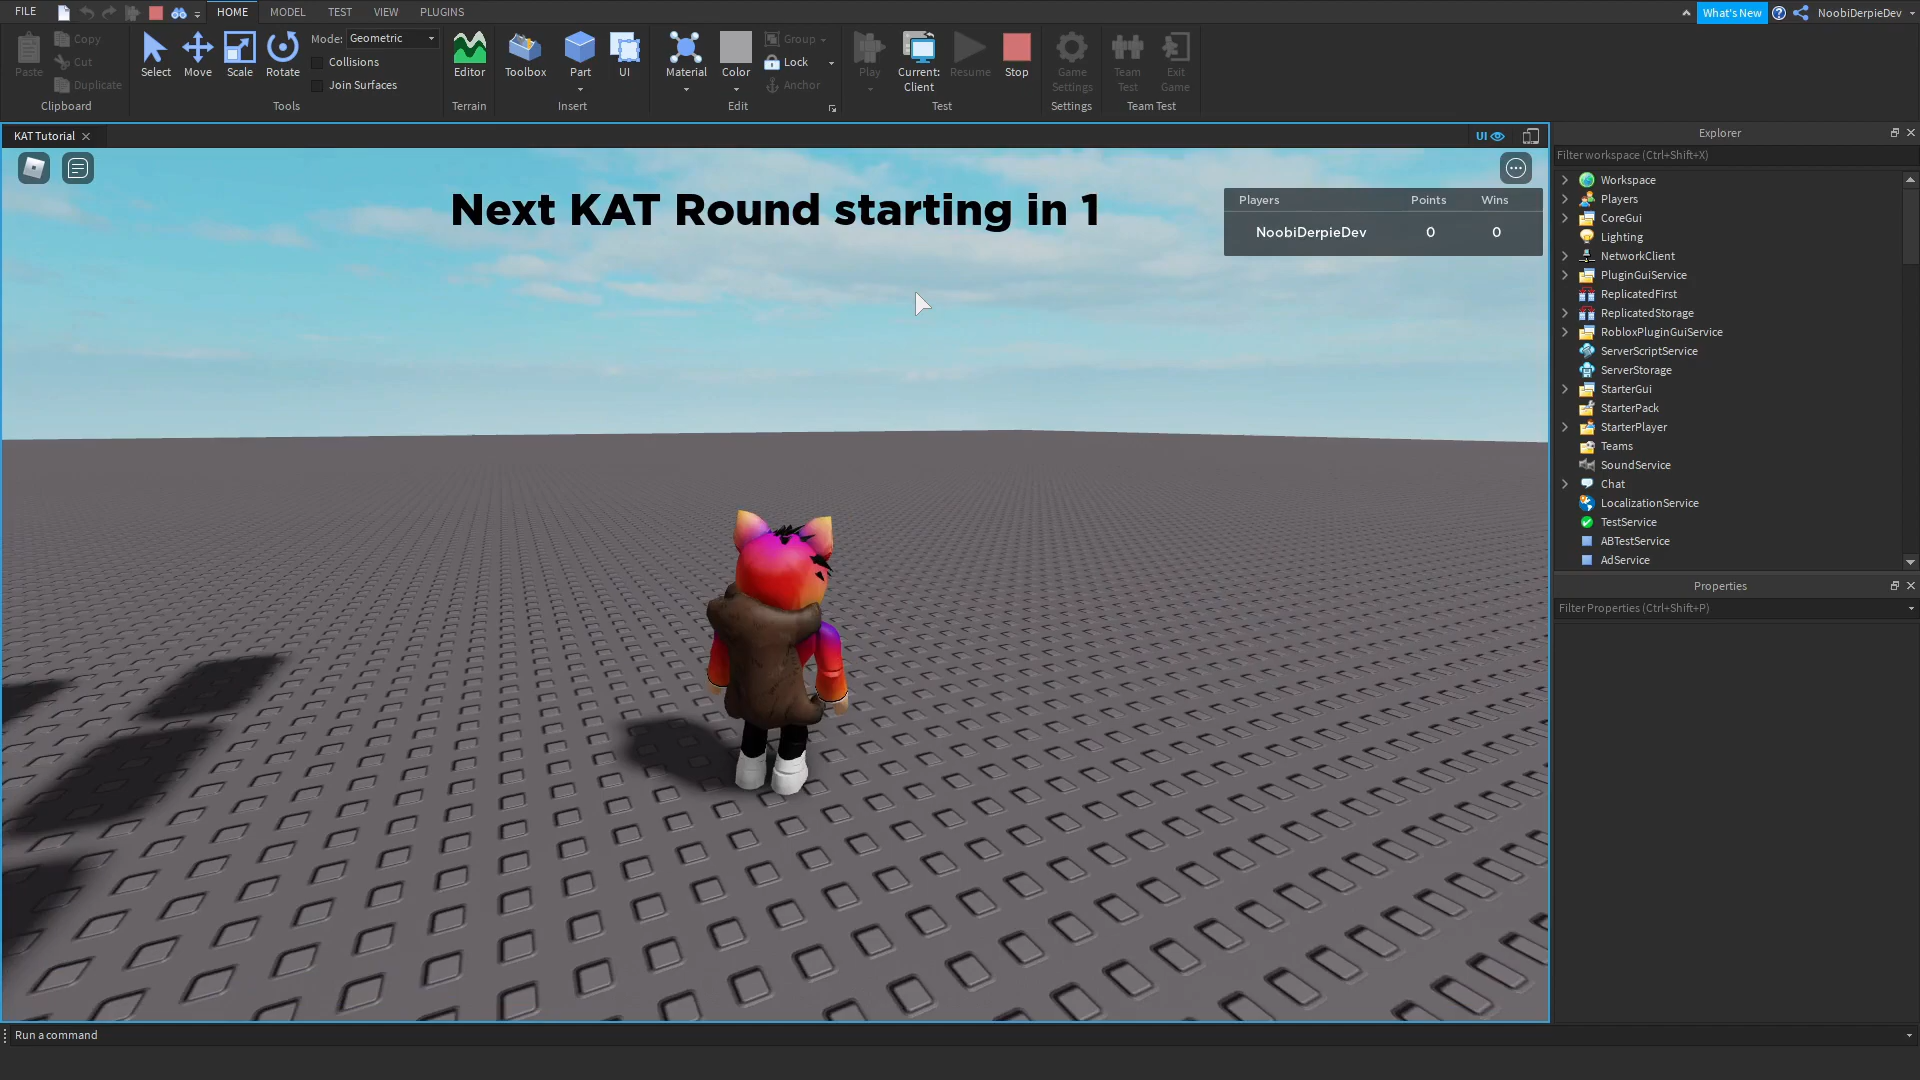 FILE HOME MODEL TEST VIEW PLUGINS What's New NoobiDerpieDev
Paste Copy Cut Duplicate Clipboard
Select Move Scale Rotate Mode: Geometric Collisions Join Surfaces Tools
Editor Terrain
Toolbox Part UI Insert
Material Color Group Lock Anchor Edit
Play Current: Client Resume Stop Test
Game Settings Settings
Team Test Exit Game Team Test
KAT Tutorial UI
Next KAT Round starting in 1
Players Points Wins
NoobiDerpieDev 0 0
Explorer
Filter workspace (Ctrl+Shift+X)
Workspace
Players
CoreGui
Lighting
NetworkClient
PluginGuiService
ReplicatedFirst
ReplicatedStorage
RobloxPluginGuiService
ServerScriptService
ServerStorage
StarterGui
StarterPack
StarterPlayer
Teams
SoundService
Chat
LocalizationService
TestService
ABTestService
AdService
Properties
Filter Properties (Ctrl+Shift+P)
Run a command